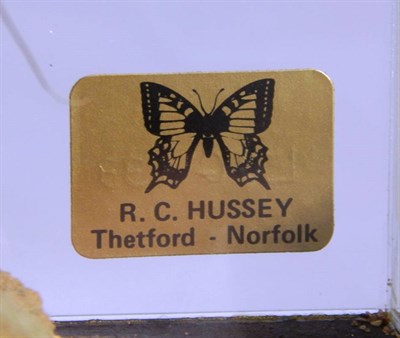 R. C. HUSSEY
Thetford - Norfolk